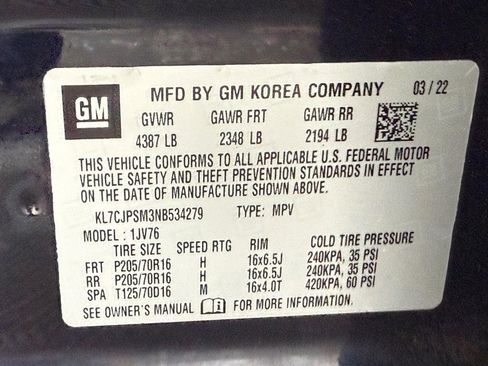 GM MFD BY GM KOREA COMPANY 03/22
GVWR GAWR FRT GAWR RR
4387 LB 2348 LB 2194 LB
THIS VEHICLE CONFORMS TO ALL APPLICABLE U.S. FEDERAL MOTOR
VEHICLE SAFETY AND THEFT PREVENTION STANDARDS IN EFFECT
ON THE DATE OF MANUFACTURE SHOWN ABOVE.
KL7CJPSM3NB534279 TYPE: MPV
MODEL : 1JV76
TIRE SIZE SPEED RTG RIM COLD TIRE PRESSURE
FRT P205/70R16 H 16x6.5J 240KPA, 35 PSI
RR P205/70R16 H 16x6.5J 240KPA, 35 PSI
SPA T125/70D16 M 16x4.0T 420KPA, 60 PSI
SEE OWNER'S MANUAL FOR MORE INFORMATION.